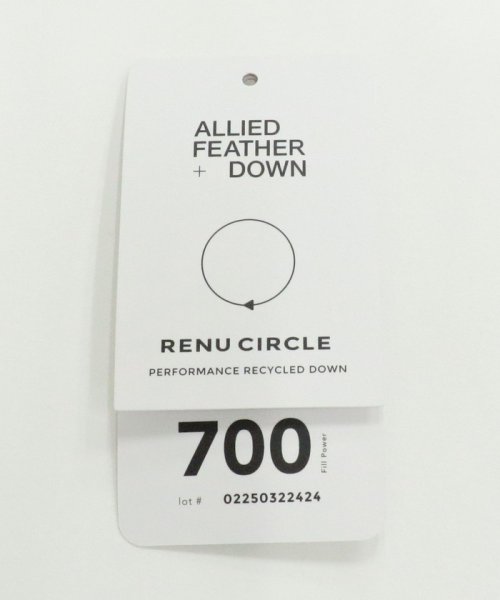 ALLIED
FEATHER
+ DOWN
RENU CIRCLE
PERFORMANCE RECYCLED DOWN
700 Fill Power
lot # 02250322424